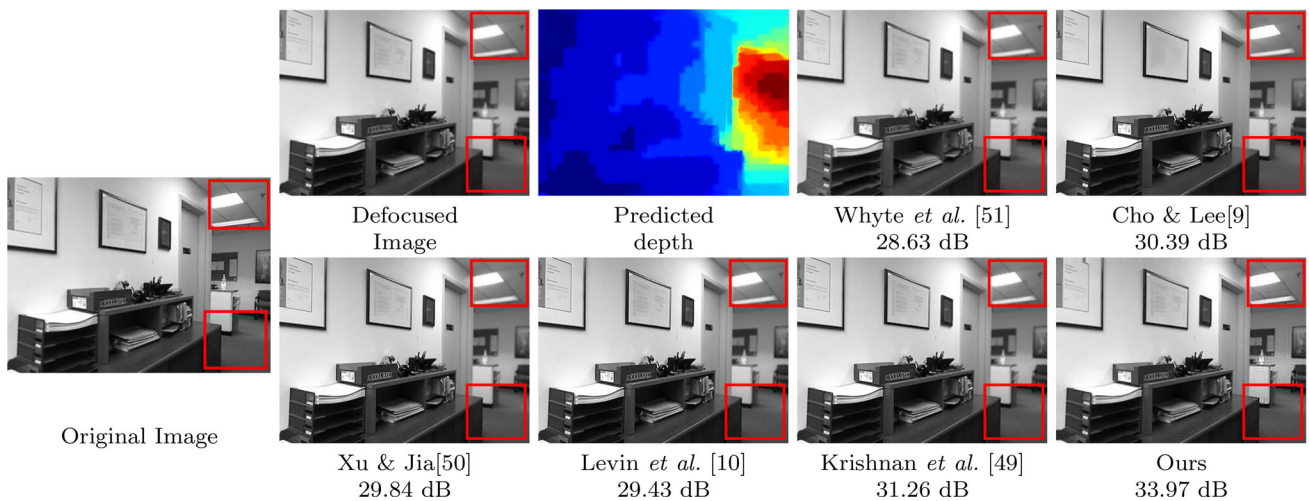 Defocused
Image
Predicted
depth
Whyte et al. [51]
28.63 dB
Cho & Lee[9]
30.39 dB
Original Image
Xu & Jia[50]
29.84 dB
Levin et al. [10]
29.43 dB
Krishnan et al. [49]
31.26 dB
Ours
33.97 dB